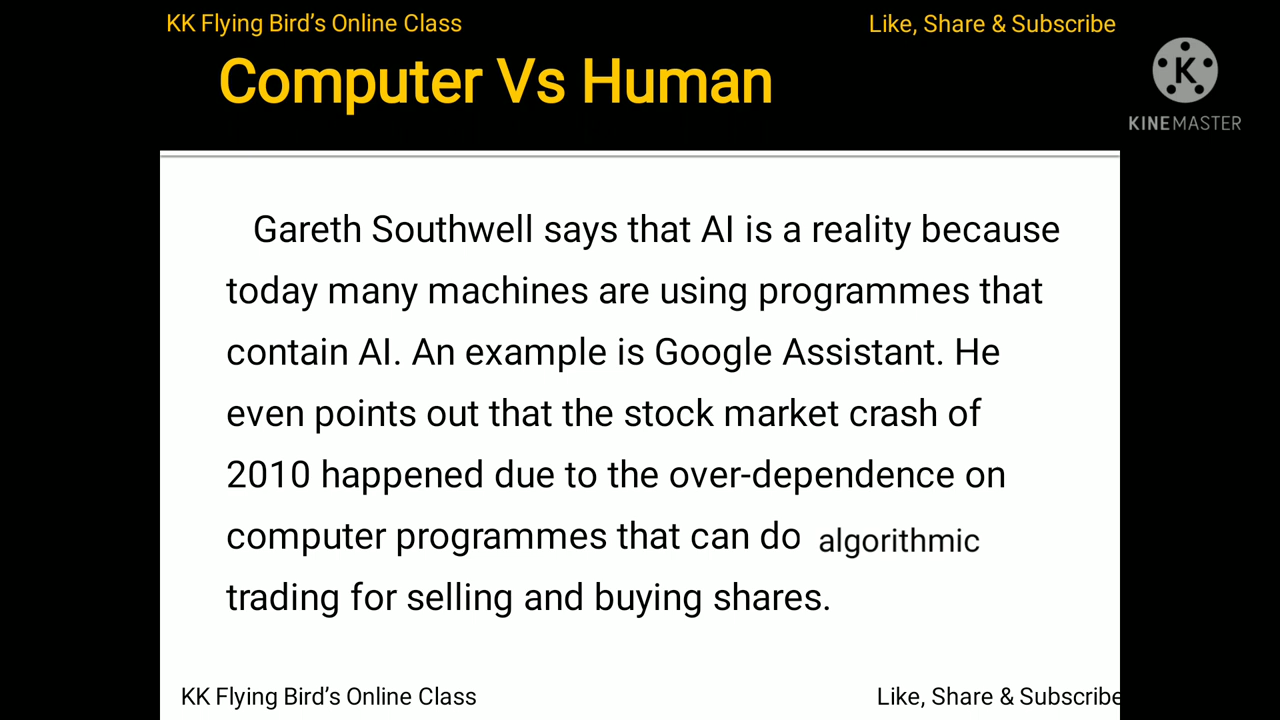 KK Flying Bird’s Online Class
Like, Share & Subscribe
Computer Vs Human
KINEMASTER
Gareth Southwell says that AI is a reality because
today many machines are using programmes that
contain AI. An example is Google Assistant. He
even points out that the stock market crash of
2010 happened due to the over-dependence on
computer programmes that can do algorithmic
trading for selling and buying shares.
KK Flying Bird’s Online Class
Like, Share & Subscribe